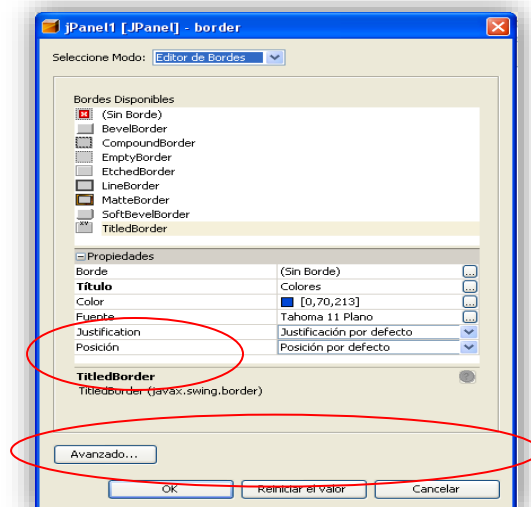 jPanel1 [JPanel] - border
Seleccione Modo: Editor de Bordes
Bordes Disponibles
(Sin Borde)
BevelBorder
CompoundBorder
EmptyBorder
EtchedBorder
LineBorder
MatteBorder
SoftBevelBorder
XY TitledBorder
Propiedades
Borde (Sin Borde) ...
Título Colores ...
Color [0,70,213] ...
Fuente Tahoma 11 Plano ...
Justification Justificación por defecto
Posición Posición por defecto
TitledBorder ?
TitledBorder (javax.swing.border)
Avanzado...
OK Reiniciar el valor Cancelar